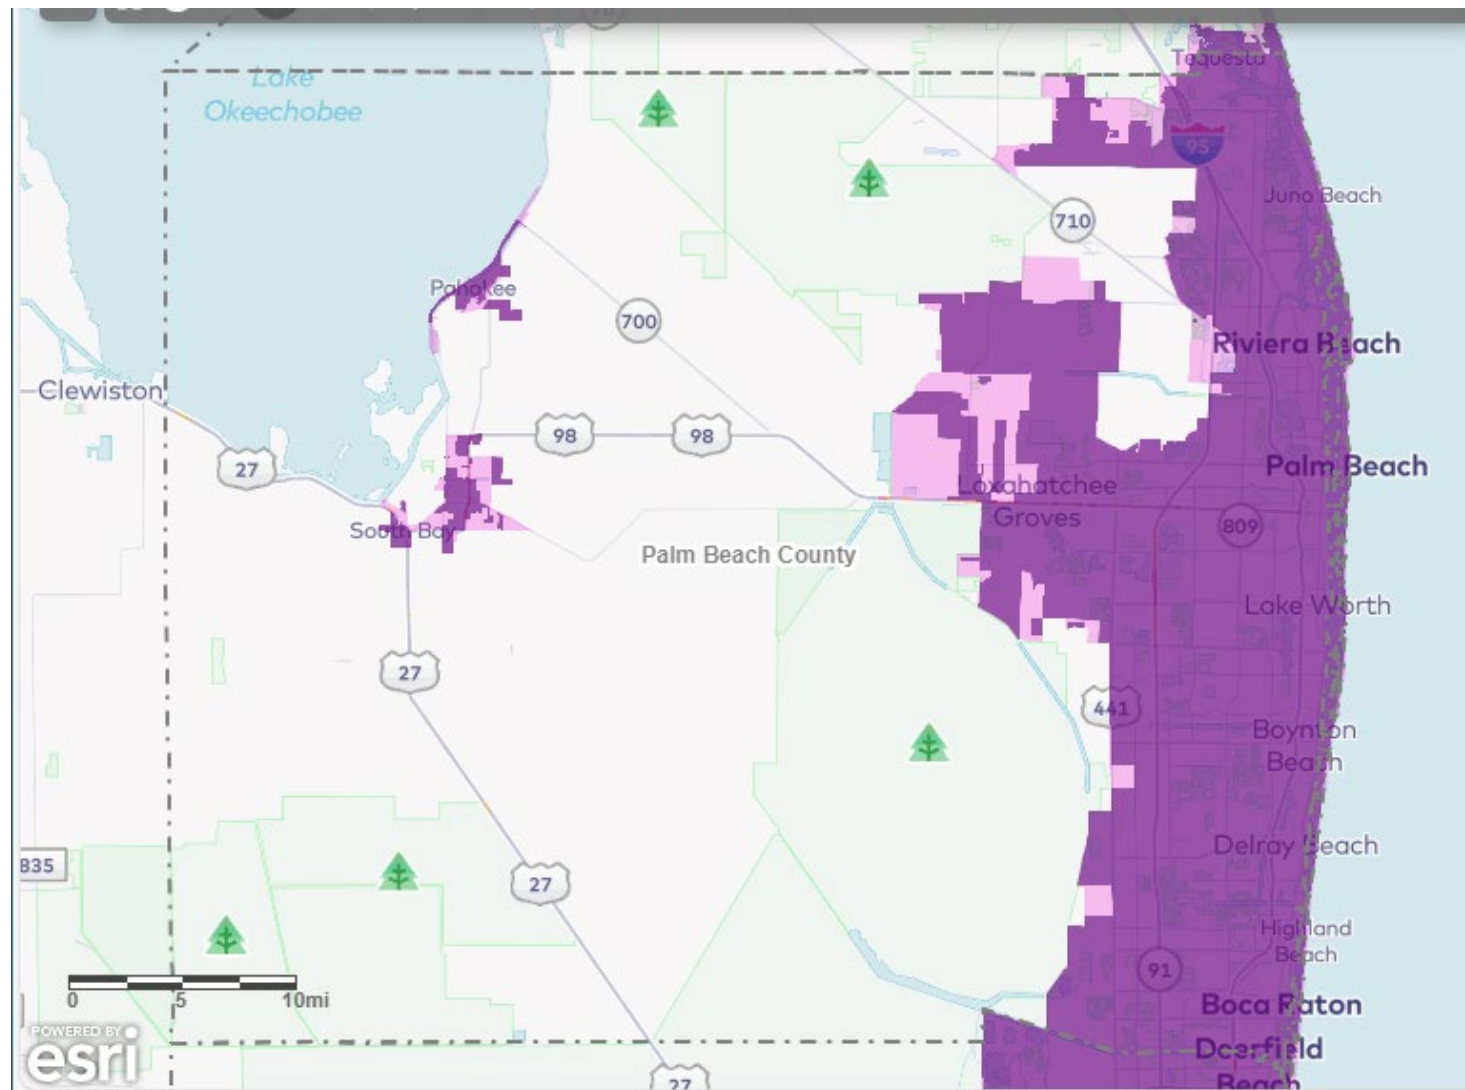 Tequesta
Lake
Okeechobee
95
Juno Beach
710
Pahokee
700
Riviera Beach
Clewiston
98
98
27
Palm Beach
Loxahatchee
Groves
809
South Bay
Palm Beach County
Lake Worth
27
441
Boynton
Beach
Delray Beach
835
27
Highland
Beach
91
0 5 10mi
Boca Raton
POWERED BY
esri
Deerfield
Beach
27